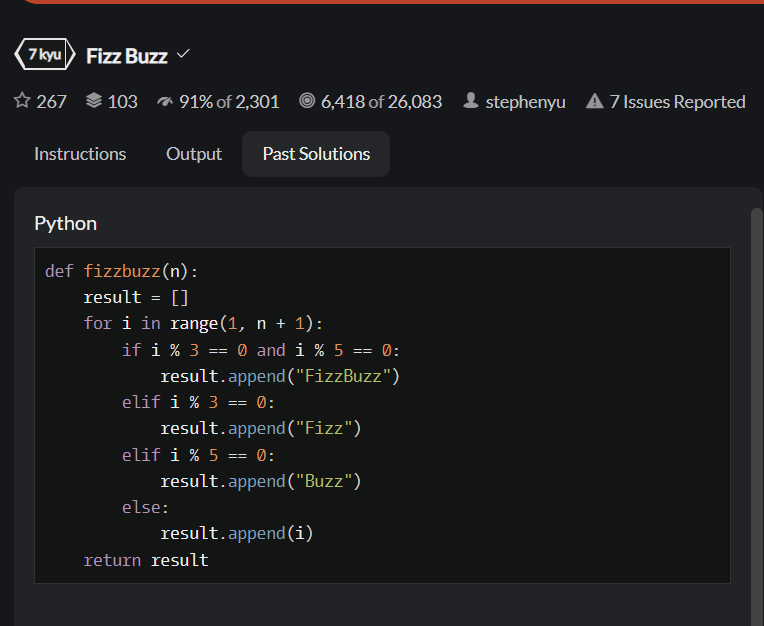 7 kyu Fizz Buzz
267 103 91% of 2,301 6,418 of 26,083 stephenyu 7 Issues Reported
Instructions Output Past Solutions
Python
def fizzbuzz(n):
    result = []
    for i in range(1, n + 1):
        if i % 3 == 0 and i % 5 == 0:
            result.append("FizzBuzz")
        elif i % 3 == 0:
            result.append("Fizz")
        elif i % 5 == 0:
            result.append("Buzz")
        else:
            result.append(i)
    return result